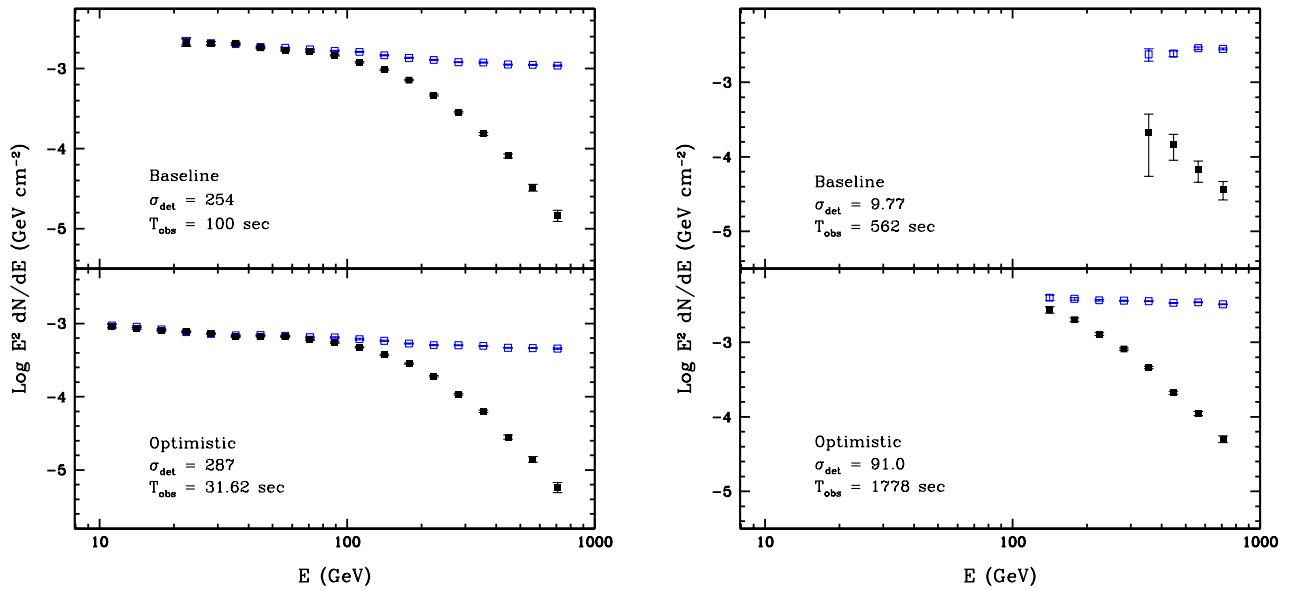 -3
-4
-5
Baseline
σdet = 254
Tobs = 100 sec
-3
-4
-5
Optimistic
σdet = 287
Tobs = 31.62 sec
10
100
1000
E (GeV)
Log E² dN/dE (GeV cm⁻²)
-3
-4
-5
Baseline
σdet = 9.77
Tobs = 562 sec
-3
-4
-5
Optimistic
σdet = 91.0
Tobs = 1778 sec
10
100
1000
E (GeV)
Log E² dN/dE (GeV cm⁻²)